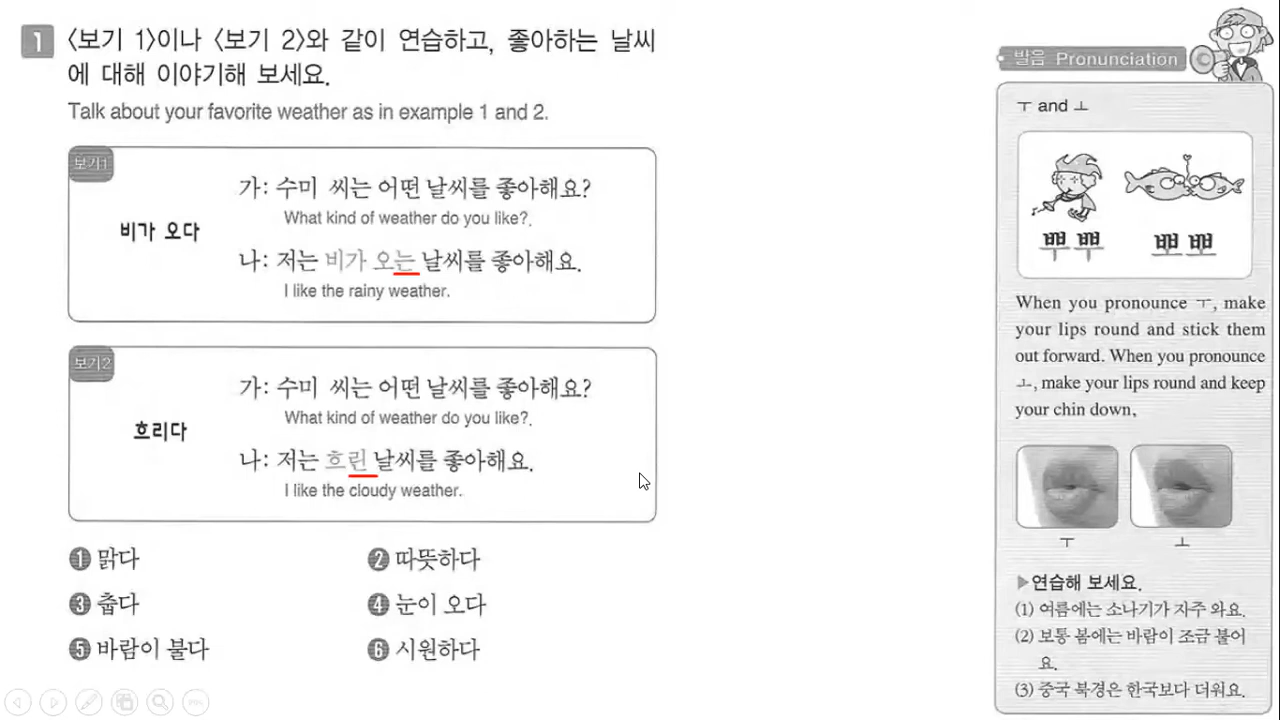 1 〈보기 1〉이나 〈보기 2〉와 같이 연습하고, 좋아하는 날씨
에 대해 이야기해 보세요.
Talk about your favorite weather as in example 1 and 2.
보기1
비가 오다
가: 수미 씨는 어떤 날씨를 좋아해요?
What kind of weather do you like?.
나: 저는 비가 오는 날씨를 좋아해요.
I like the rainy weather.
보기2
흐리다
가: 수미 씨는 어떤 날씨를 좋아해요?
What kind of weather do you like?.
나: 저는 흐린 날씨를 좋아해요.
I like the cloudy weather.
❶ 맑다
❷ 따뜻하다
❸ 춥다
❹ 눈이 오다
❺ 바람이 불다
❻ 시원하다
발음 Pronunciation
ㅜ and ㅗ
뿌뿌
뽀뽀
When you pronounce ㅜ, make
your lips round and stick them
out forward. When you pronounce
ㅗ, make your lips round and keep
your chin down,
ㅜ
ㅗ
▶연습해 보세요.
(1) 여름에는 소나기가 자주 와요.
(2) 보통 봄에는 바람이 조금 불어
요.
(3) 중국 북경은 한국보다 더워요.